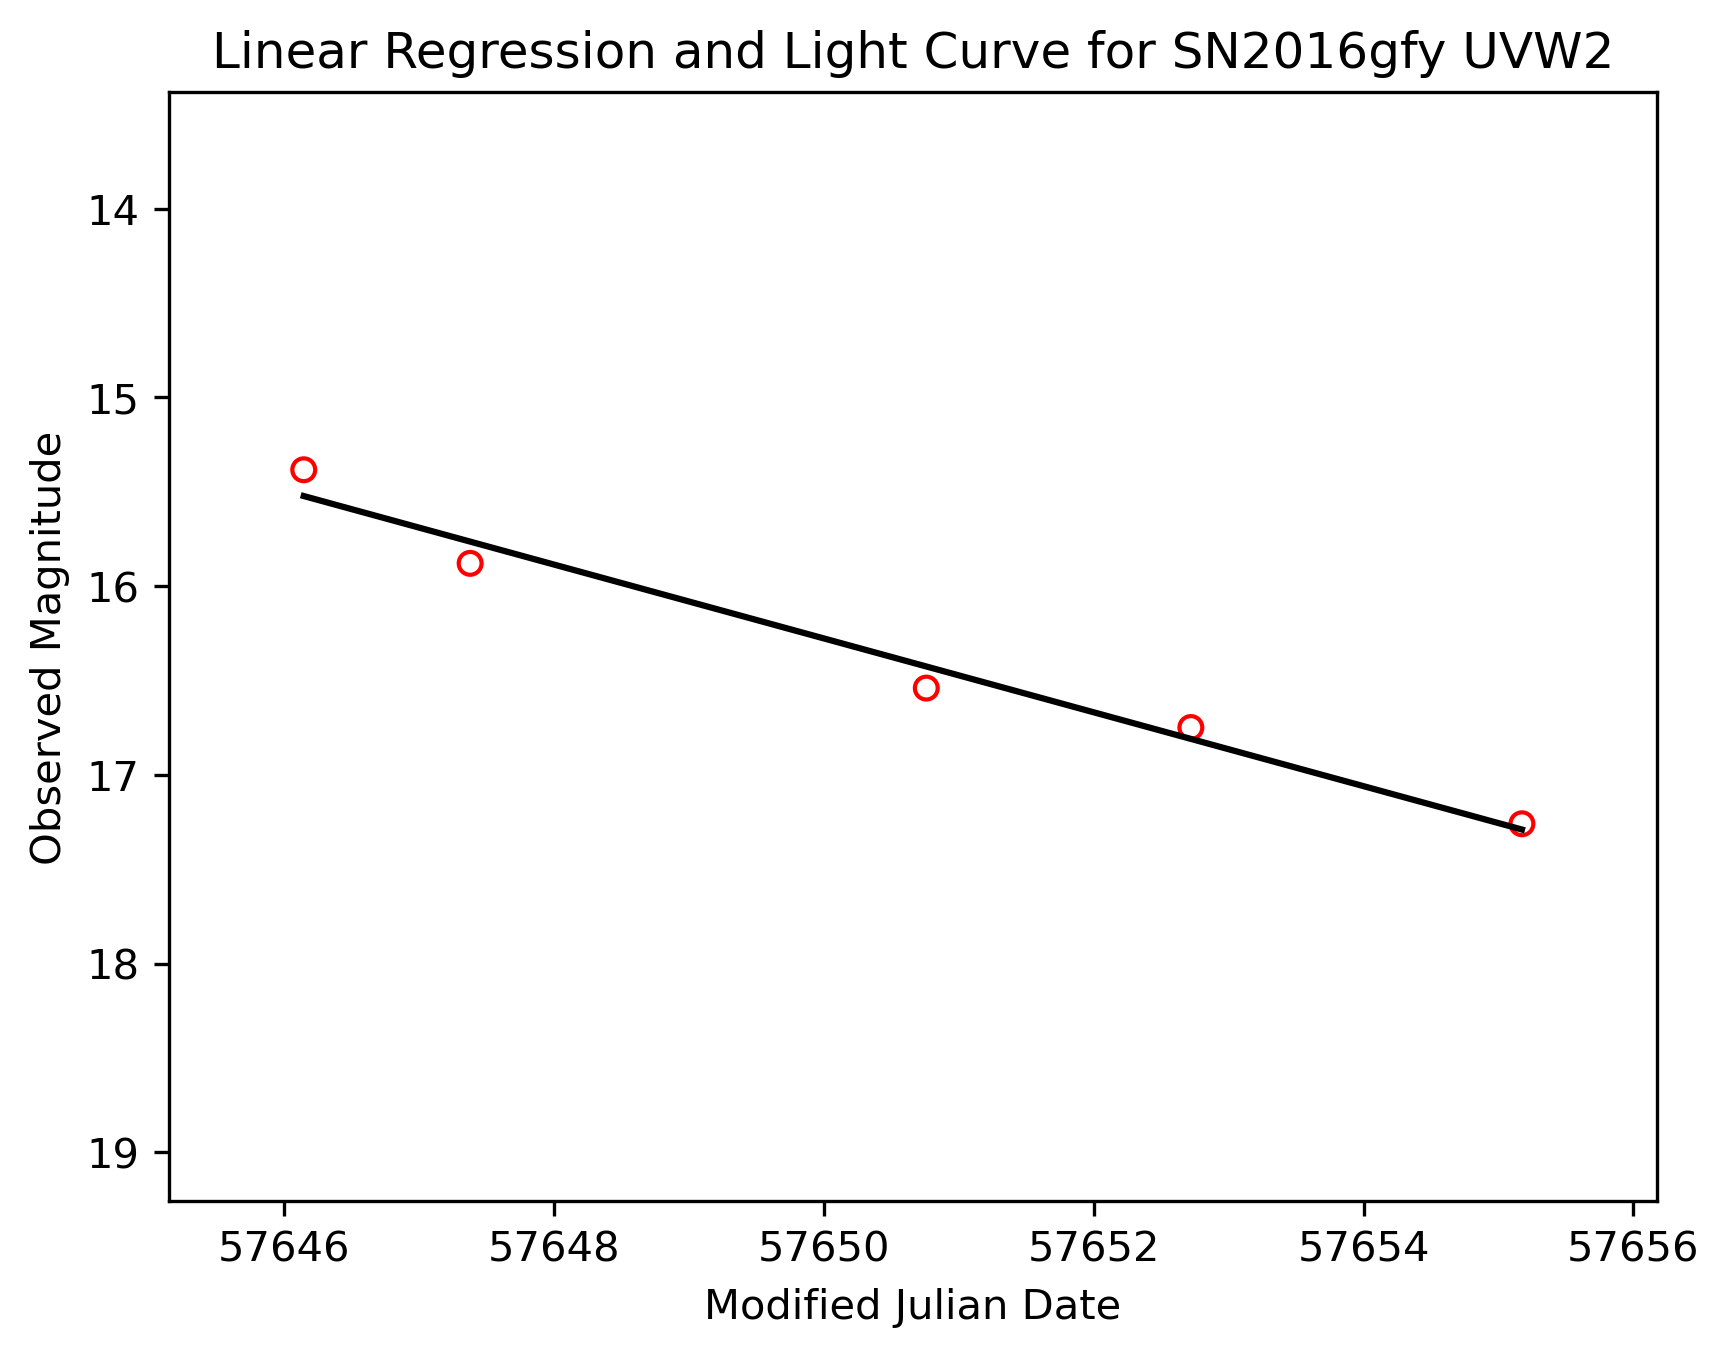 Linear Regression and Light Curve for SN2016gfy UVW2
14
15
16
17
18
19
Observed Magnitude
57646 57648 57650 57652 57654 57656
Modified Julian Date